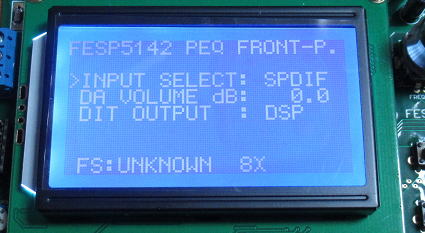 FESP5142 PEQ FRONT-P.
>INPUT SELECT: SPDIF
DA VOLUME dB: 0.0
DIT OUTPUT : DSP
FS:UNKNOWN 8X